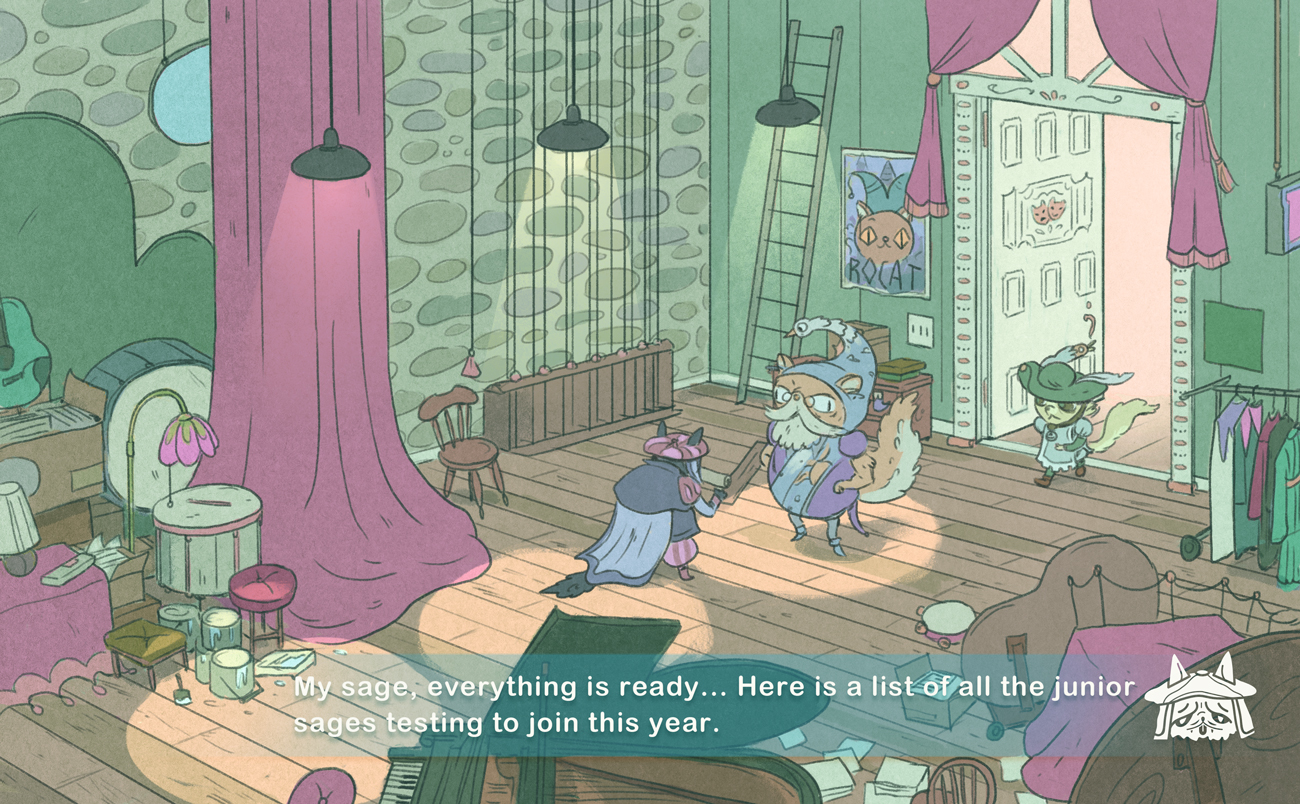 ROCAT
My sage, everything is ready... Here is a list of all the junior
sages testing to join this year.